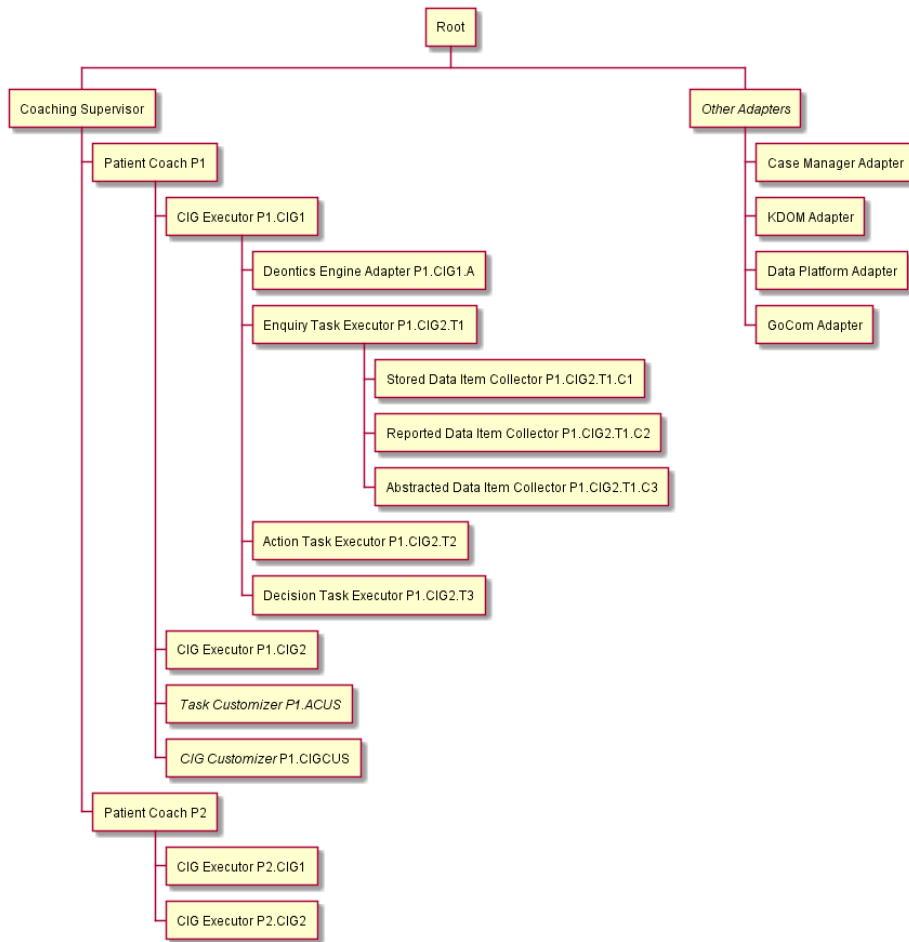 Root
Coaching Supervisor
Other Adapters
Patient Coach P1
Case Manager Adapter
CIG Executor P1.CIG1
KDOM Adapter
Deontics Engine Adapter P1.CIG1.A
Data Platform Adapter
Enquiry Task Executor P1.CIG2.T1
GoCom Adapter
Stored Data Item Collector P1.CIG2.T1.C1
Reported Data Item Collector P1.CIG2.T1.C2
Abstracted Data Item Collector P1.CIG2.T1.C3
Action Task Executor P1.CIG2.T2
Decision Task Executor P1.CIG2.T3
CIG Executor P1.CIG2
Task Customizer P1.ACUS
CIG Customizer P1.CIGCUS
Patient Coach P2
CIG Executor P2.CIG1
CIG Executor P2.CIG2